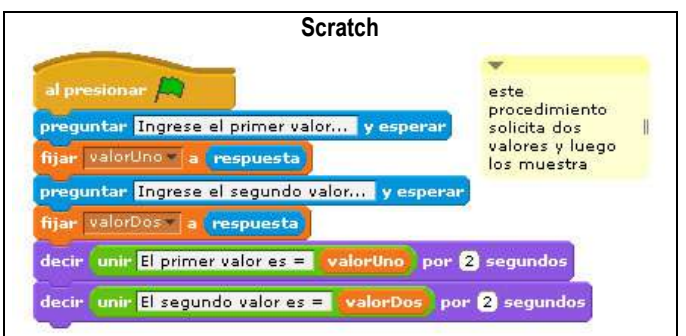 Scratch
al presionar
preguntar Ingrese el primer valor... y esperar
fijar valorUno a respuesta
preguntar Ingrese el segundo valor... y esperar
fijar valorDos a respuesta
decir unir El primer valor es = valorUno por 2 segundos
decir unir El segundo valor es = valorDos por 2 segundos
este
procedimiento
solicita dos
valores y luego
los muestra